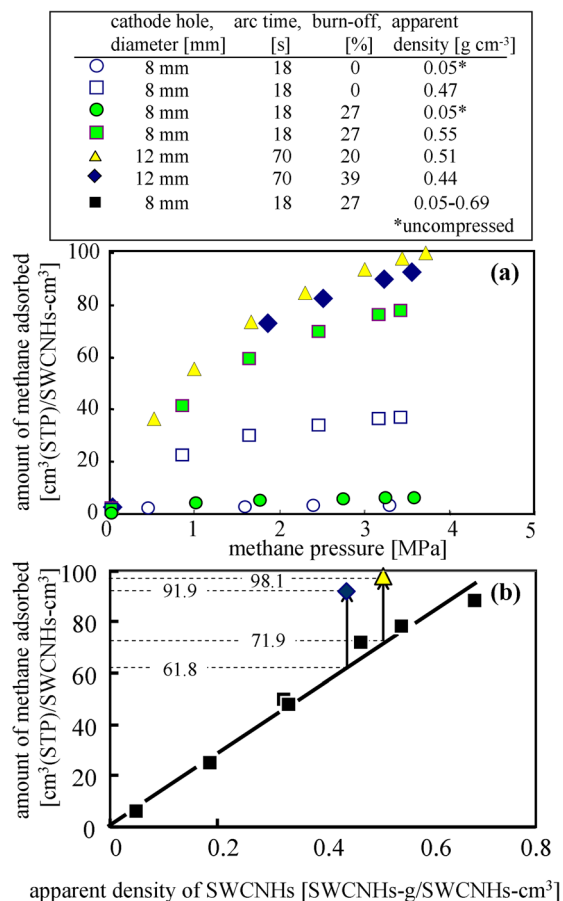 cathode hole, arc time, burn-off, apparent
diameter [mm] [s] [%] density [g cm-3]
8 mm 18 0 0.05*
8 mm 18 0 0.47
8 mm 18 27 0.05*
8 mm 18 27 0.55
12 mm 70 20 0.51
12 mm 70 39 0.44
8 mm 18 27 0.05-0.69
*uncompressed
amount of methane adsorbed
[cm³(STP)/SWCNHs-cm³]
100
80
60
40
20
0
(a)
0 1 2 3 4 5
methane pressure [MPa]
amount of methane adsorbed
[cm³(STP)/SWCNHs-cm³]
100
80
60
40
20
0
98.1
91.9
71.9
61.8
(b)
0 0.2 0.4 0.6 0.8
apparent density of SWCNHs [SWCNHs-g/SWCNHs-cm³]